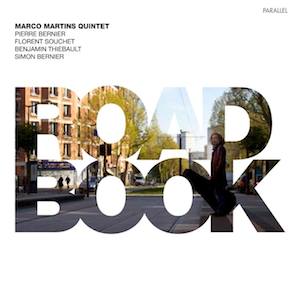 PARALLEL
MARCO MARTINS QUINTET
PIERRE BERNIER
FLORENT SOUCHET
BENJAMIN THIEBAULT
SIMON BERNIER
ROAD
BOOK